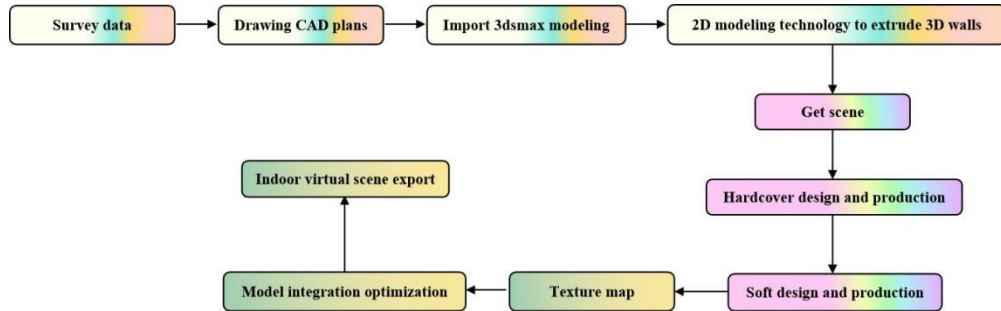 Survey data
Drawing CAD plans
Import 3dsmax modeling
2D modeling technology to extrude 3D walls
Get scene
Hardcover design and production
Soft design and production
Texture map
Model integration optimization
Indoor virtual scene export